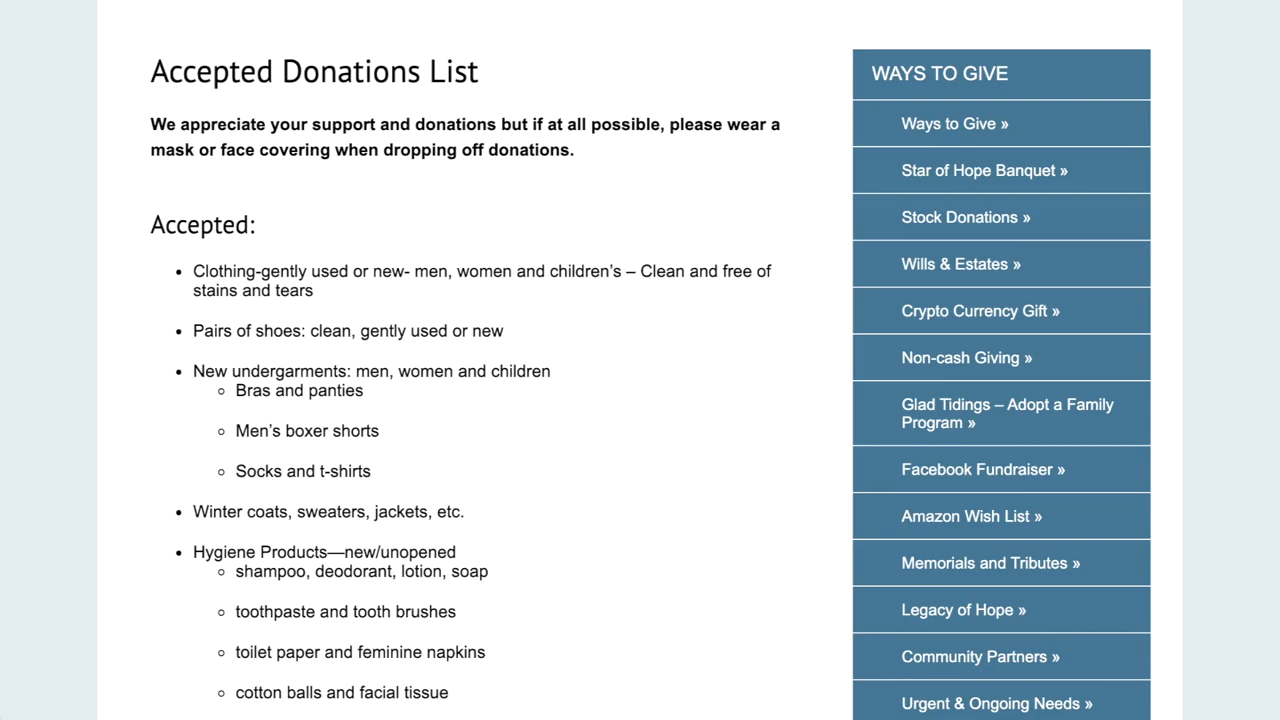 Accepted Donations List
We appreciate your support and donations but if at all possible, please wear a
mask or face covering when dropping off donations.
Accepted:
• Clothing-gently used or new- men, women and children’s – Clean and free of
stains and tears
• Pairs of shoes: clean, gently used or new
• New undergarments: men, women and children
◦ Bras and panties
◦ Men’s boxer shorts
◦ Socks and t-shirts
• Winter coats, sweaters, jackets, etc.
• Hygiene Products—new/unopened
◦ shampoo, deodorant, lotion, soap
◦ toothpaste and tooth brushes
◦ toilet paper and feminine napkins
◦ cotton balls and facial tissue
WAYS TO GIVE
Ways to Give »
Star of Hope Banquet »
Stock Donations »
Wills & Estates »
Crypto Currency Gift »
Non-cash Giving »
Glad Tidings – Adopt a Family
Program »
Facebook Fundraiser »
Amazon Wish List »
Memorials and Tributes »
Legacy of Hope »
Community Partners »
Urgent & Ongoing Needs »